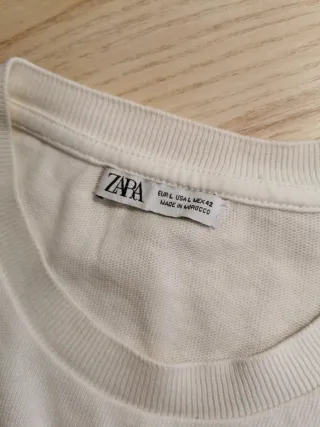 ZARA
EUR L USA L MEX 42
MADE IN MOROCCO